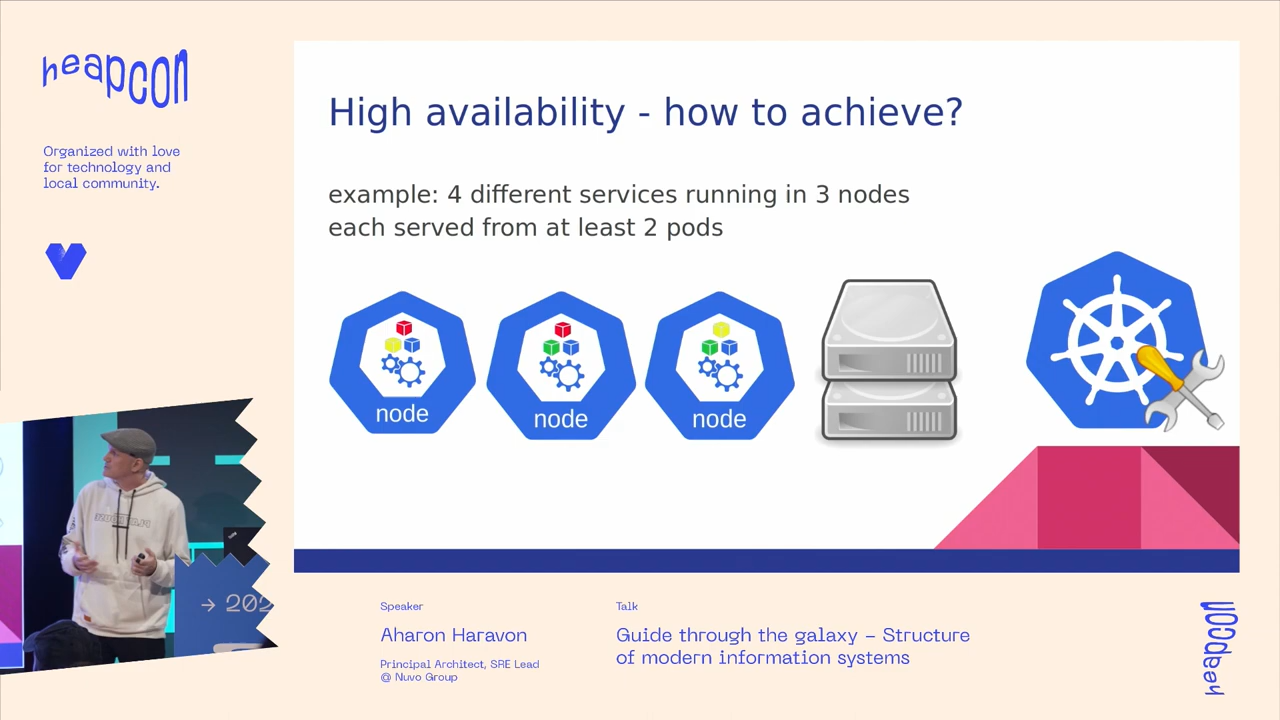 heapcon
Organized with love
for technology and
local community.
High availability - how to achieve?
example: 4 different services running in 3 nodes
each served from at least 2 pods
node
node
node
→ 202
Speaker
Aharon Haravon
Principal Architect, SRE Lead
@ Nuvo Group
Talk
Guide through the galaxy – Structure
of modern information systems
heapcon